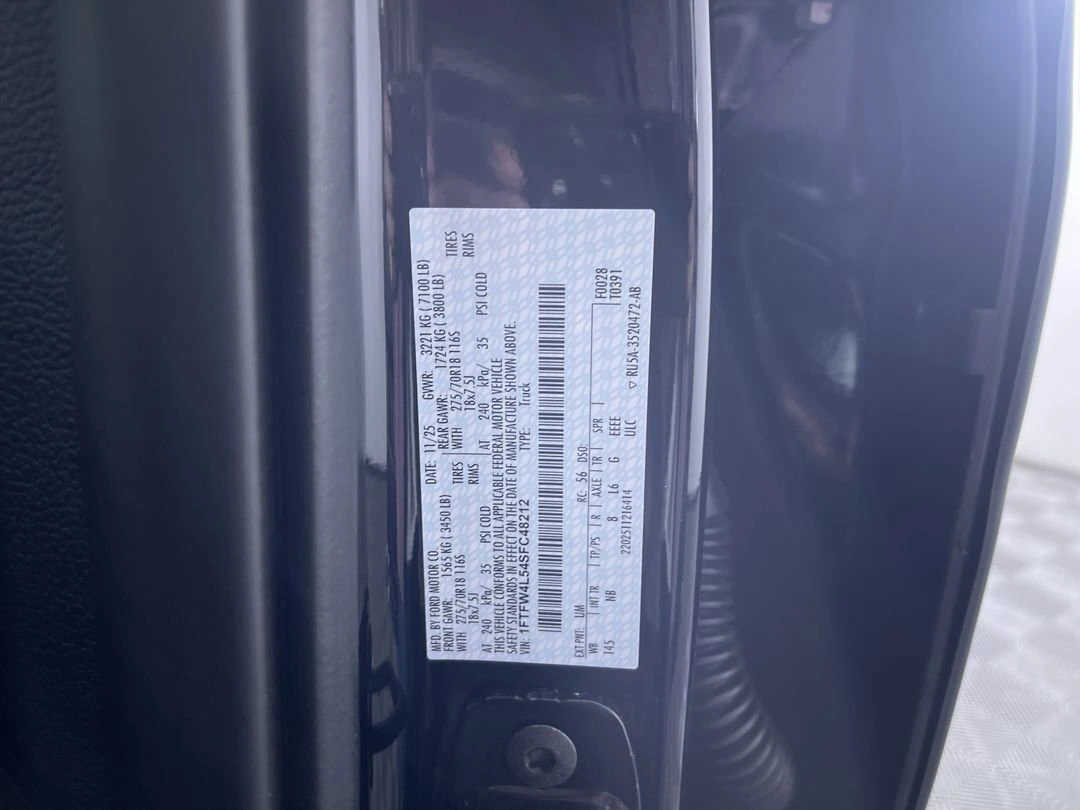 MFD. BY FORD MOTOR CO.
DATE: 11/25 GVWR: 3221 KG ( 7100 LB)
FRONT GAWR: 1565 KG ( 3450 LB) REAR GAWR: 1724 KG ( 3800 LB)
WITH 275/70R18 116S TIRES WITH 275/70R18 116S TIRES
18x7.5J RIMS 18x7.5J RIMS
AT 240 kPa/ 35 PSI COLD AT 240 kPa/ 35 PSI COLD
THIS VEHICLE CONFORMS TO ALL APPLICABLE FEDERAL MOTOR VEHICLE
SAFETY STANDARDS IN EFFECT ON THE DATE OF MANUFACTURE SHOWN ABOVE.
VIN: 1FTFW4L54SFC48212 TYPE: Truck
EXT PNT: UM RC: 56 DSO: F0028
WB INT TR TP/PS R AXLE TR SPR T0391
145 NB 8 L6 G EEEE
2202511216414 ULC ▽ RU5A-3520472-AB